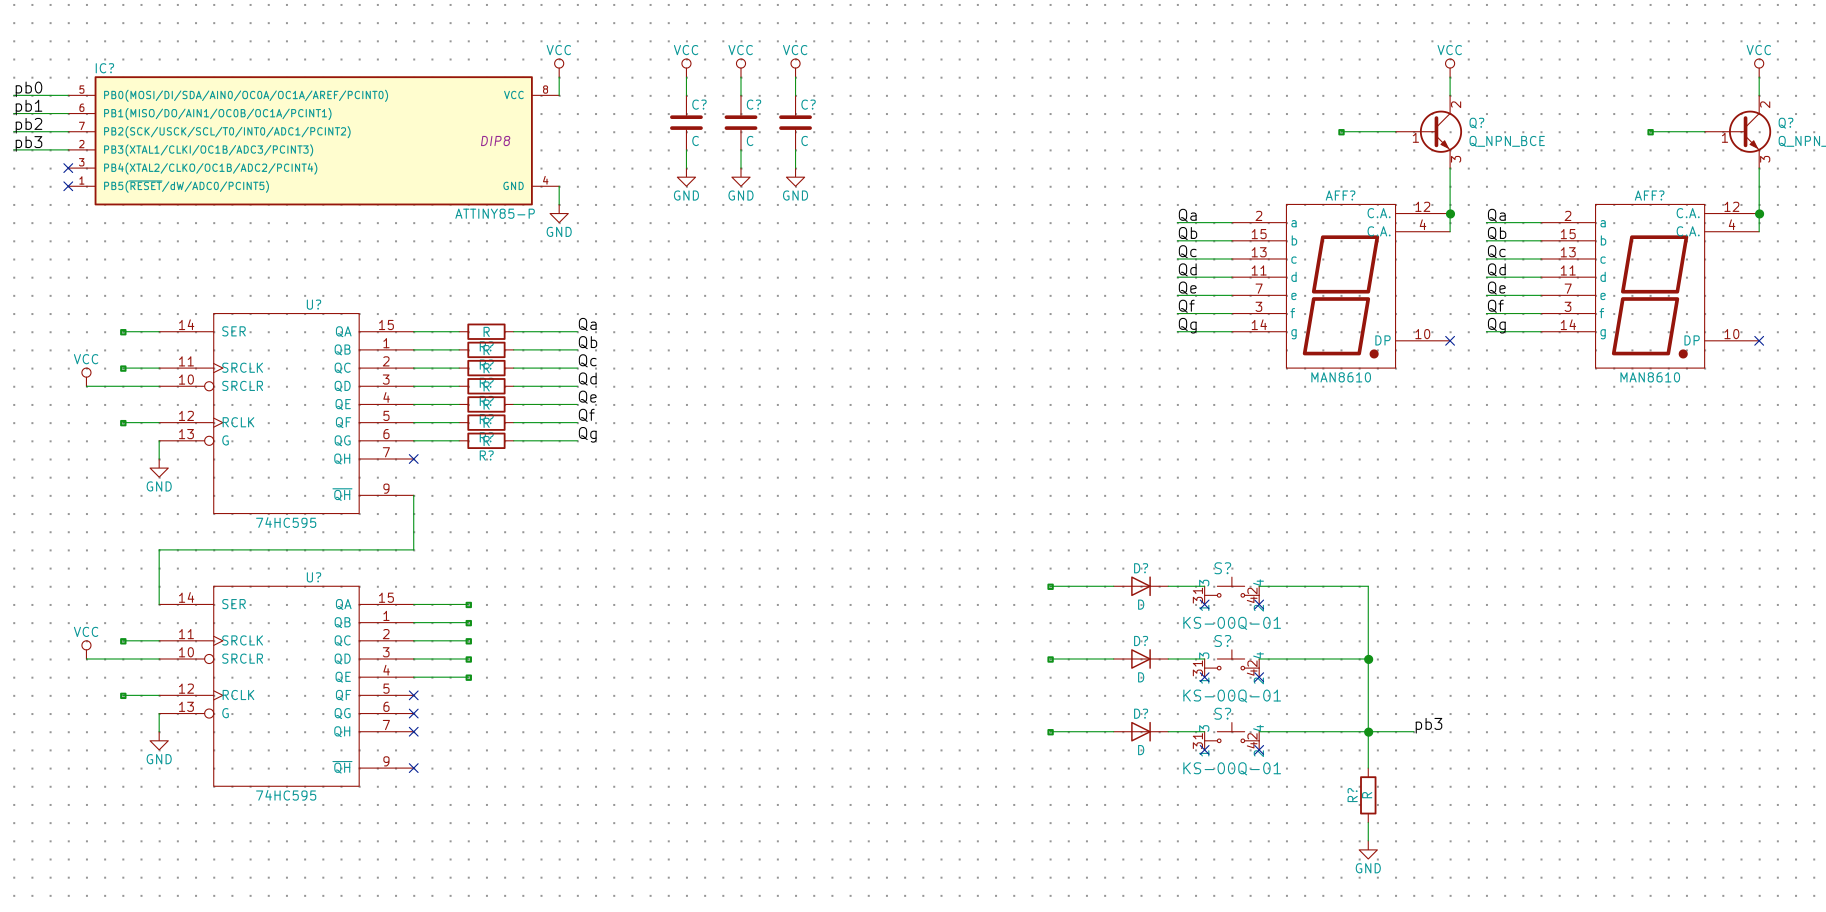 IC?
pb0
5
PB0(MOSI/DI/SDA/AIN0/OC0A/OC1A/AREF/PCINT0)
VCC
8
VCC
pb1
6
PB1(MISO/DO/AIN1/OC0B/OC1A/PCINT1)
pb2
7
PB2(SCK/USCK/SCL/T0/INT0/ADC1/PCINT2)
DIP8
pb3
2
PB3(XTAL1/CLKI/OC1B/ADC3/PCINT3)
3
PB4(XTAL2/CLKO/OC1B/ADC2/PCINT4)
1
PB5(RESET/dW/ADC0/PCINT5)
GND
4
ATTINY85-P
GND
VCC
VCC
VCC
C?
C?
C?
C
C
C
GND
GND
GND
VCC
2
Q?
1
Q_NPN_BCE
3
VCC
2
Q?
1
Q_NPN_
3
AFF?
Qa 2 a
C.A. 12
Qb 15 b
C.A. 4
Qc 13 c
Qd 11 d
Qe 7 e
Qf 3 f
Qg 14 g
DP 10
MAN8610
AFF?
Qa 2 a
C.A. 12
Qb 15 b
C.A. 4
Qc 13 c
Qd 11 d
Qe 7 e
Qf 3 f
Qg 14 g
DP 10
MAN8610
U?
14 SER
QA 15 R Qa
QB 1 R Qb
VCC
11 SRCLK
QC 2 R Qc
10 SRCLR
QD 3 R Qd
QE 4 R Qe
12 RCLK
QF 5 R Qf
13 G
QG 6 R Qg
QH 7
R?
GND
QH 9
74HC595
U?
14 SER
QA 15
QB 1
VCC
11 SRCLK
QC 2
10 SRCLR
QD 3
QE 4
12 RCLK
QF 5
13 G
QG 6
QH 7
GND
QH 9
74HC595
D?
S?
D
3
1
3
4
2
4
KS-00Q-01
D?
S?
D
3
1
3
4
2
4
KS-00Q-01
D?
S?
D
3
1
3
4
2
4
KS-00Q-01
pb3
R?
R
GND